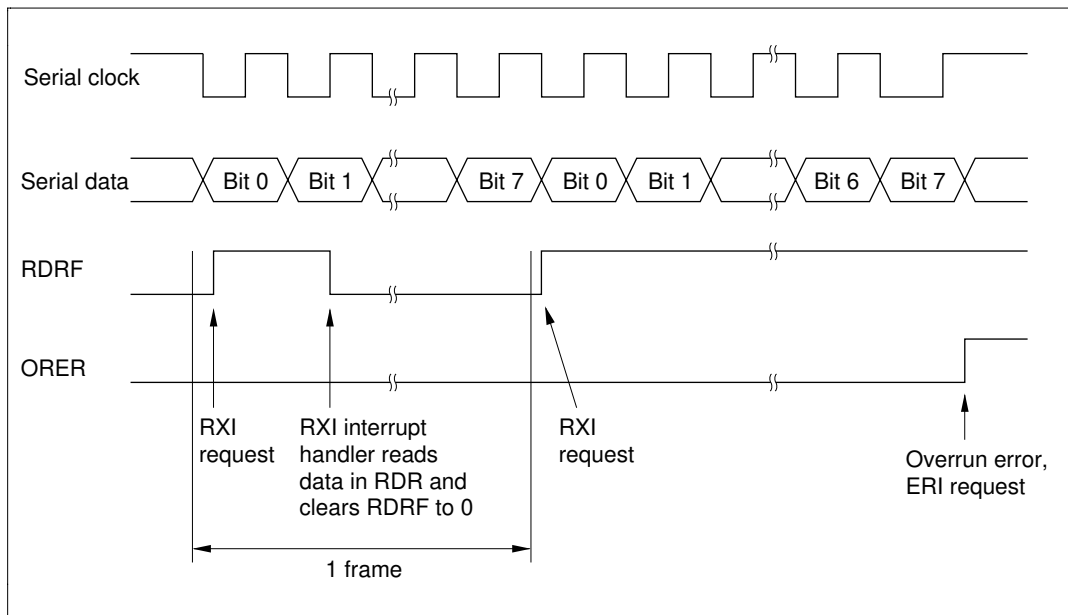 Serial clock
Serial data
Bit 0
Bit 1
Bit 7
Bit 0
Bit 1
Bit 6
Bit 7
RDRF
ORER
RXI
request
RXI interrupt
handler reads
data in RDR and
clears RDRF to 0
RXI
request
Overrun error,
ERI request
1 frame